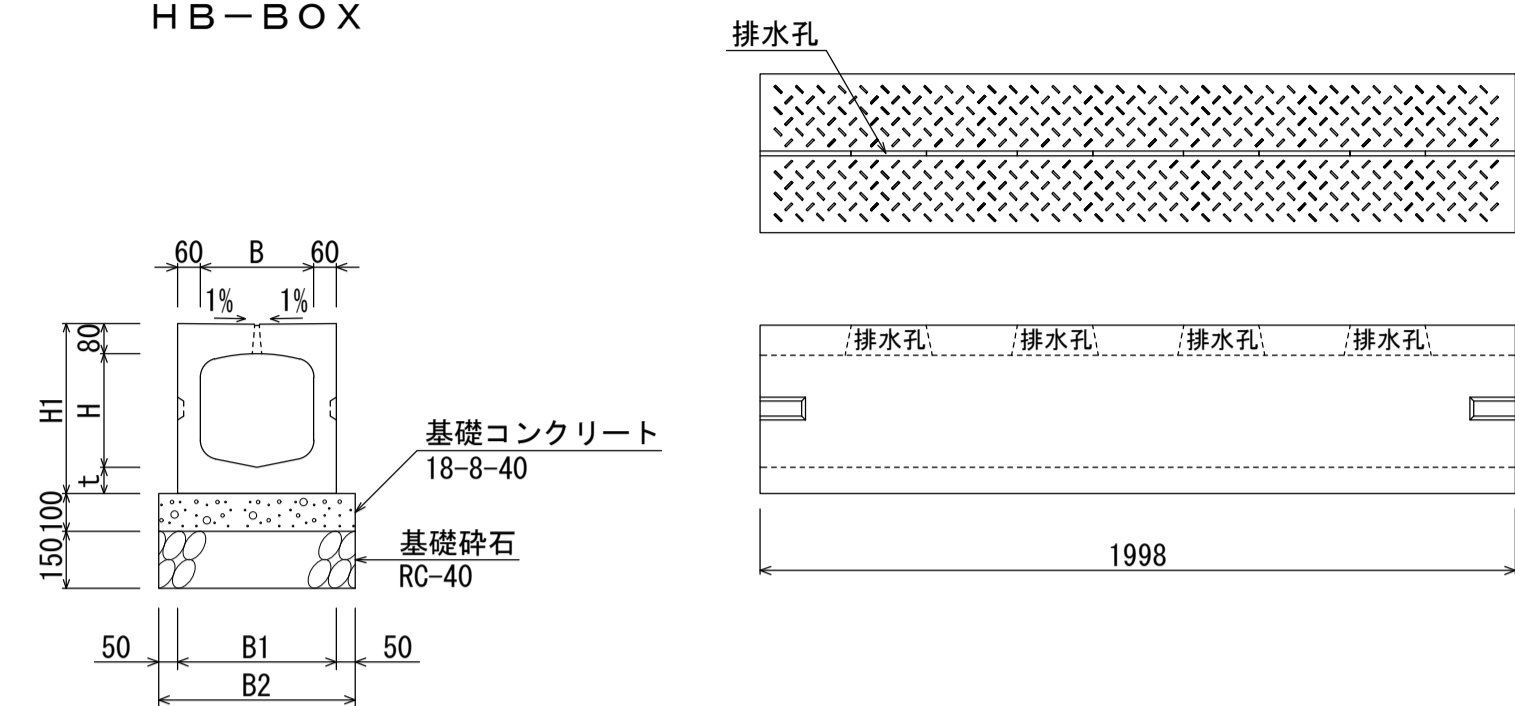 HB－BOX
排水孔
60
B
60
1%
1%
80
H1
H
t
100
150
基礎コンクリート
18-8-40
基礎砕石
RC-40
50
B1
50
B2
排水孔
排水孔
排水孔
排水孔
1998